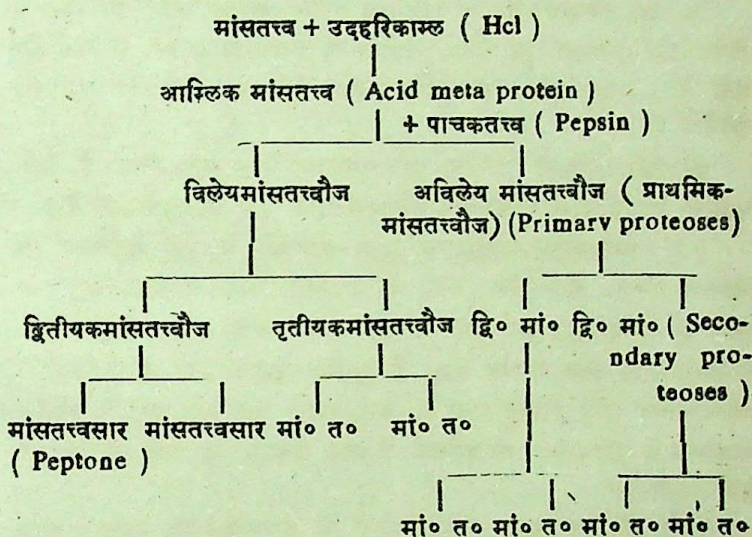 मांसतत्त्व + उदहरिकाम्ल ( Hcl )
आम्लिक मांसतत्त्व ( Acid meta protein )
+ पाचकतत्त्व ( Pepsin )
विलेयमांसतत्त्वौज अविलेय मांसतत्त्वौज ( प्राथमिक-
मांसतत्त्वौज) (Primary proteoses)
द्वितीयकमांसतत्त्वौज तृतीयकमांसतत्त्वौज द्वि० मां० द्वि० मां० ( Seco-
ndary pro-
teoses )
मांसतत्त्वसार मांसतत्त्वसार मां० त० मां० त०
( Peptone )
मां० त० मां० त० मां० त० मां० त०